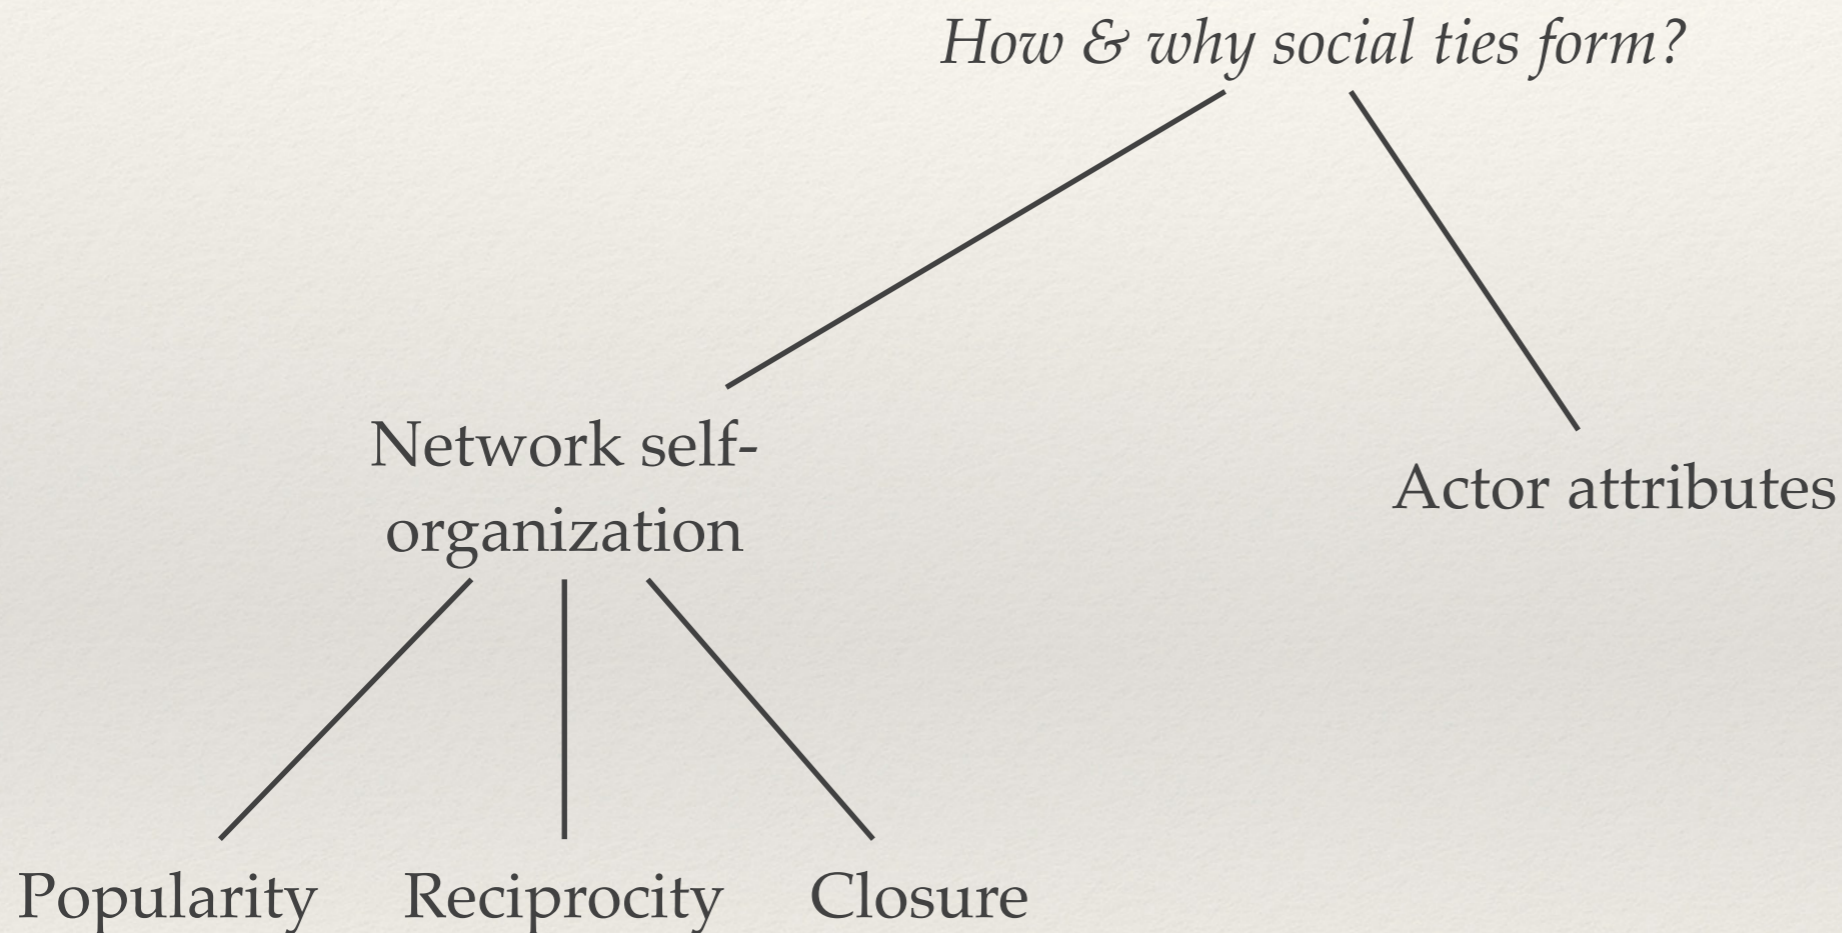 How & why social ties form?
Network self-
organization
Actor attributes
Popularity
Reciprocity
Closure